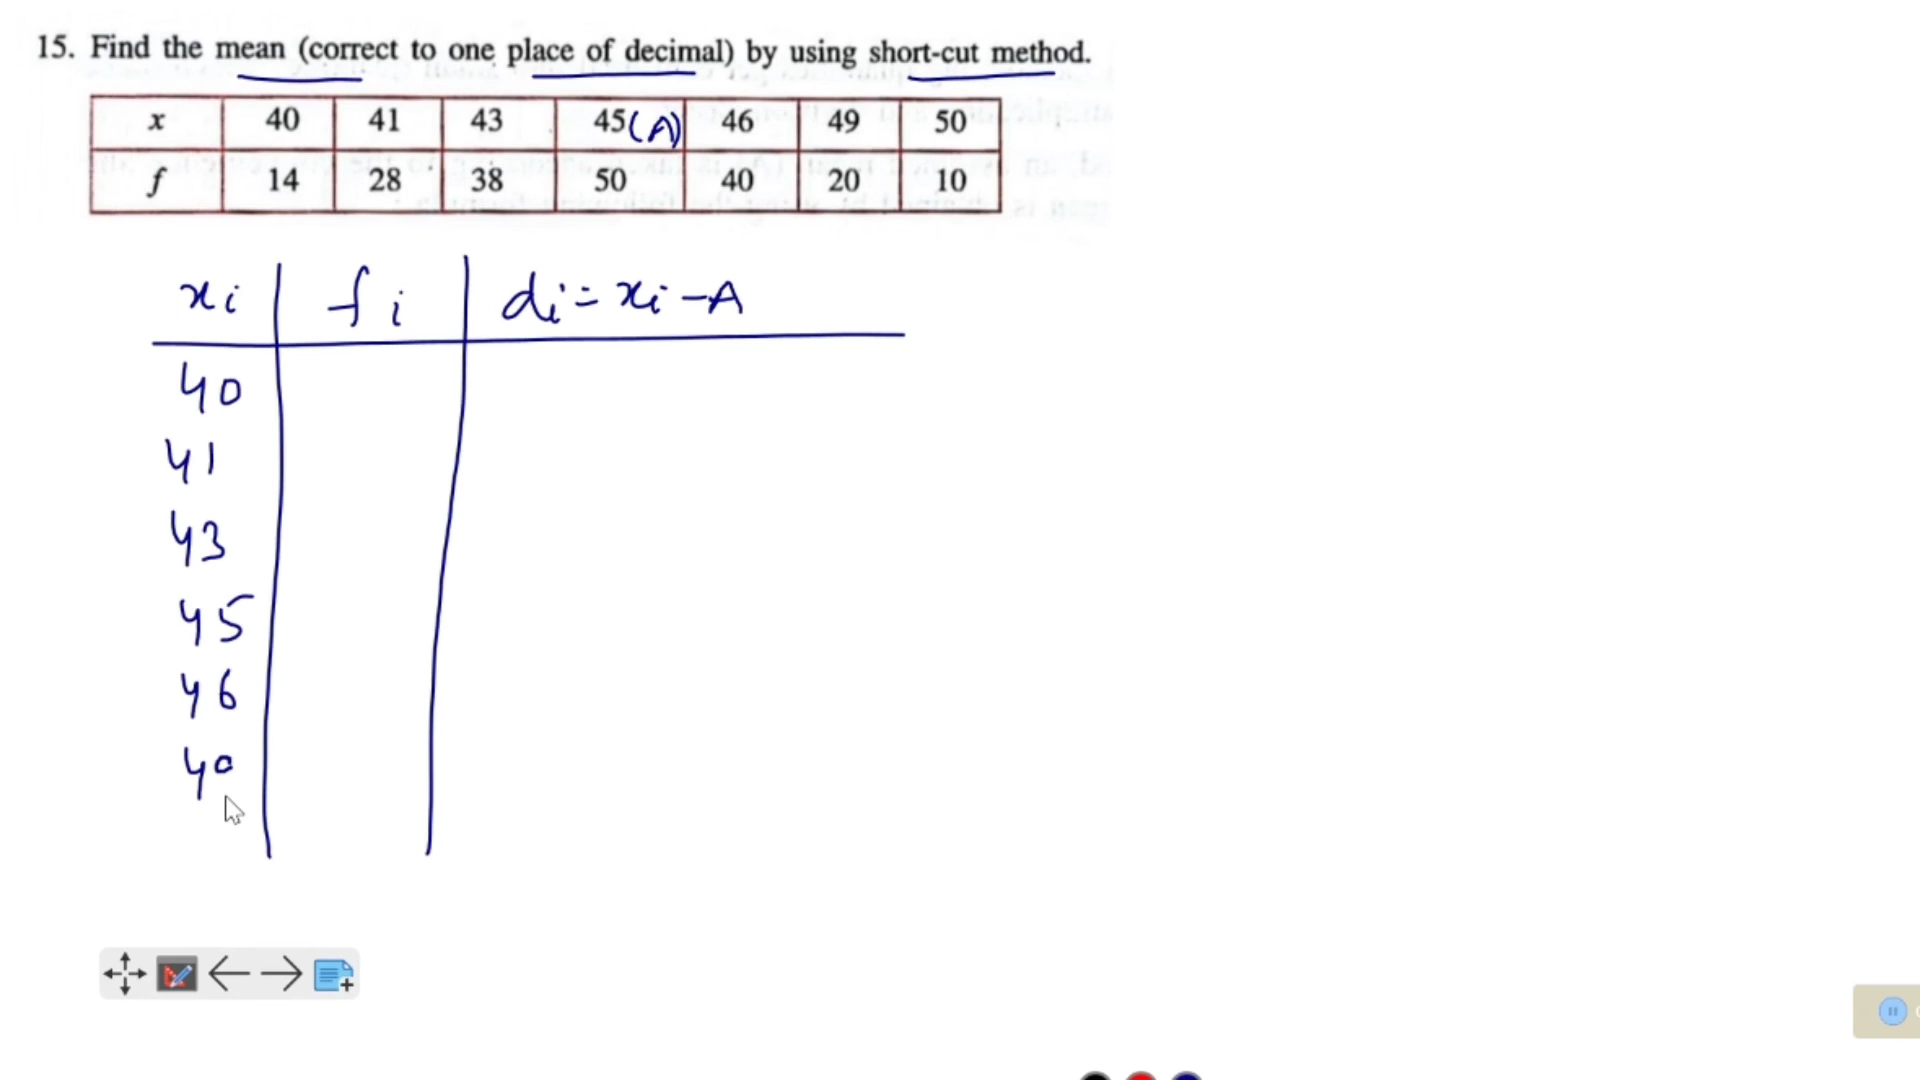 15. Find the mean (correct to one place of decimal) by using short-cut method.
x 40 41 43 45 (A) 46 49 50
f 14 28 38 50 40 20 10
xi fi di = xi - A
40
41
43
45
46